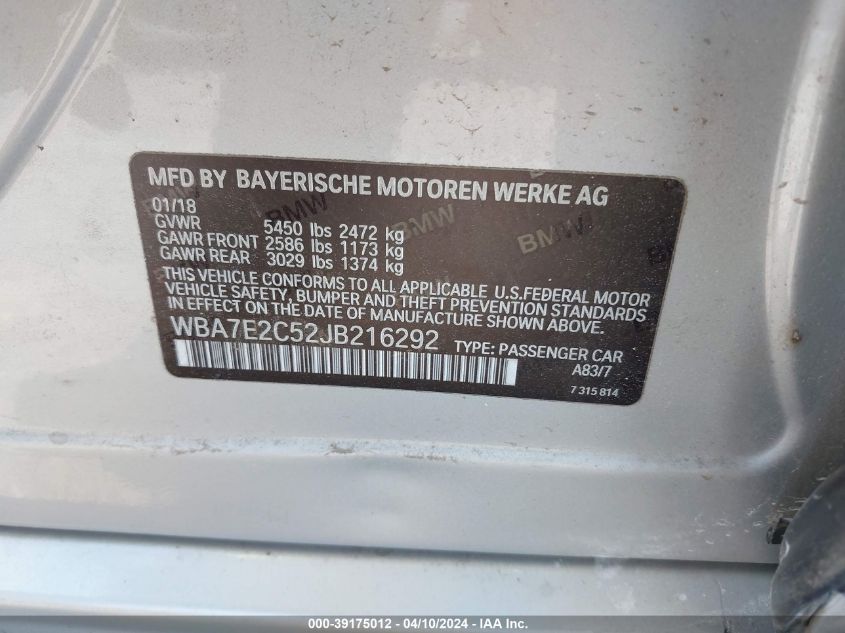 MFD BY BAYERISCHE MOTOREN WERKE AG
01/18
GVWR 5450 lbs 2472 kg
GAWR FRONT 2586 lbs 1173 kg
GAWR REAR 3029 lbs 1374 kg
THIS VEHICLE CONFORMS TO ALL APPLICABLE U.S.FEDERAL MOTOR
VEHICLE SAFETY, BUMPER AND THEFT PREVENTION STANDARDS
IN EFFECT ON THE DATE OF MANUFACTURE SHOWN ABOVE.
WBA7E2C52JB216292 TYPE: PASSENGER CAR
A83/7
7 315 814
BMW
BMW
BMW
000-39175012 - 04/10/2024 - © IAA Inc.